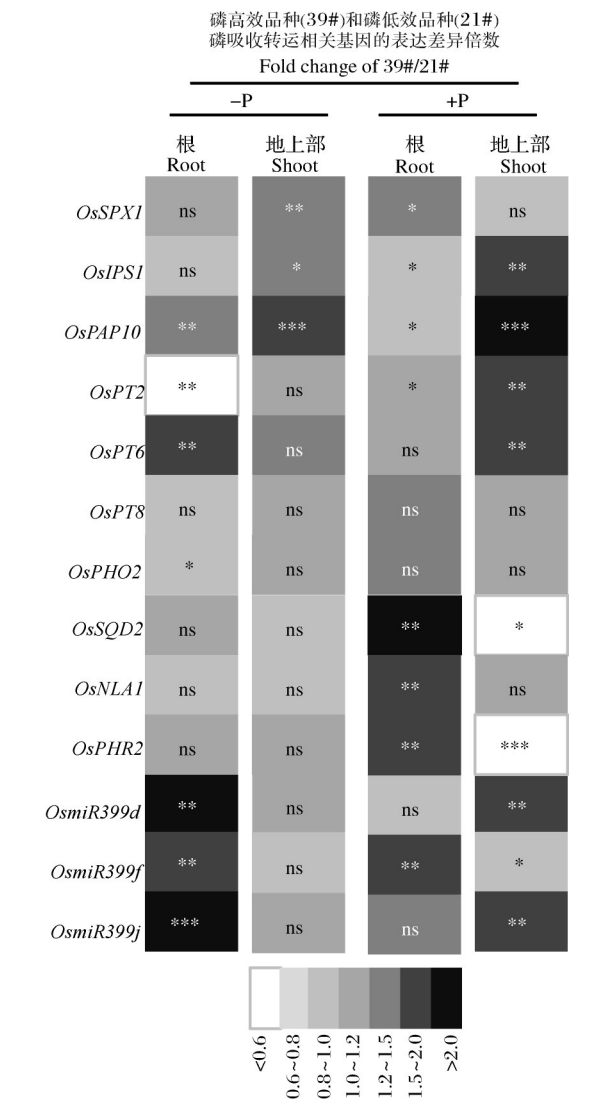 磷高效品种(39#)和磷低效品种(21#)
磷吸收转运相关基因的表达差异倍数
Fold change of 39#/21#
−P +P
根 地上部 根 地上部
Root Shoot Root Shoot
OsSPX1 ns ** * ns
OsIPS1 ns * * **
OsPAP10 ** *** * ***
OsPT2 ** ns * **
OsPT6 ** ns ns **
OsPT8 ns ns ns ns
OsPHO2 * ns ns ns
OsSQD2 ns ns ** *
OsNLA1 ns ns ** ns
OsPHR2 ns ns ** ***
OsmiR399d ** ns ns **
OsmiR399f ** ns ** *
OsmiR399j *** ns ns **
<0.6 0.6~0.8 0.8~1.0 1.0~1.2 1.2~1.5 1.5~2.0 >2.0